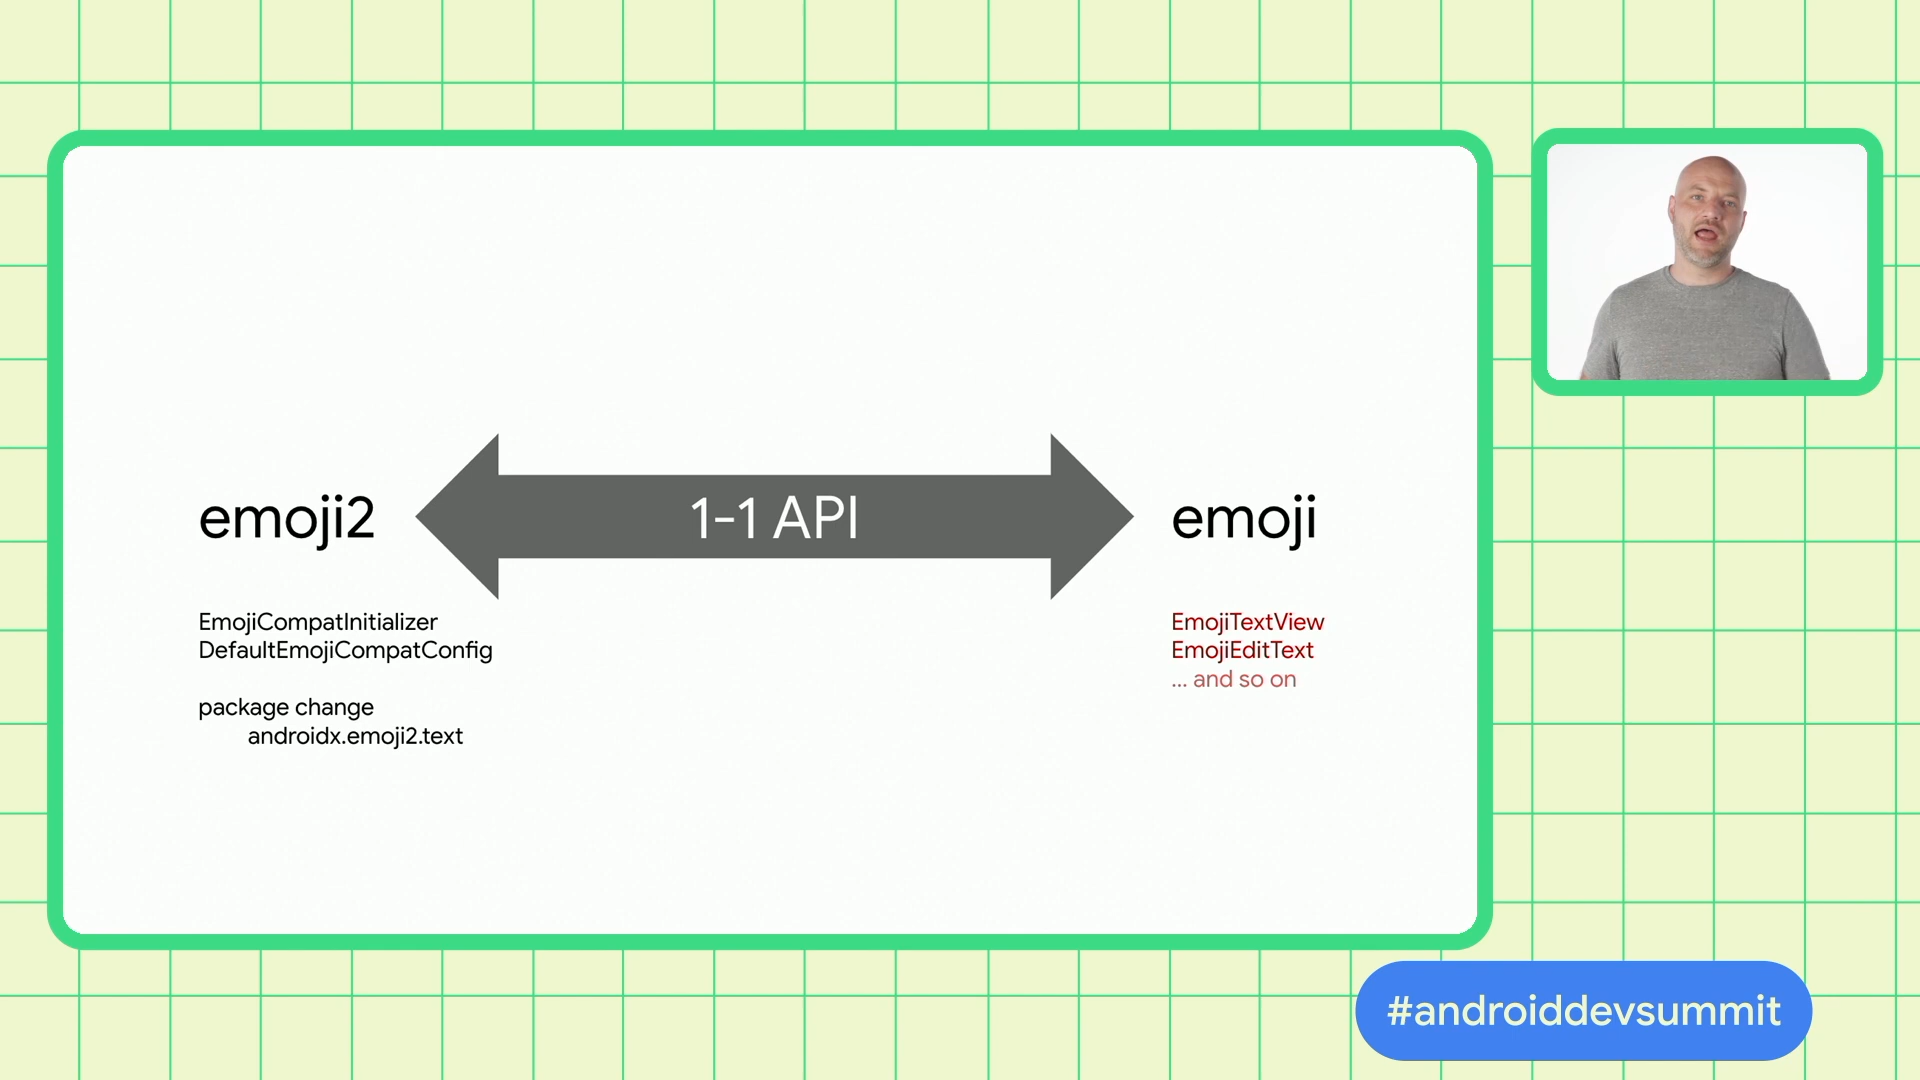 emoji2
1-1 API
emoji
EmojiCompatInitializer
DefaultEmojiCompatConfig
package change
androidx.emoji2.text
EmojiTextView
EmojiEditText
... and so on
#androiddevsummit